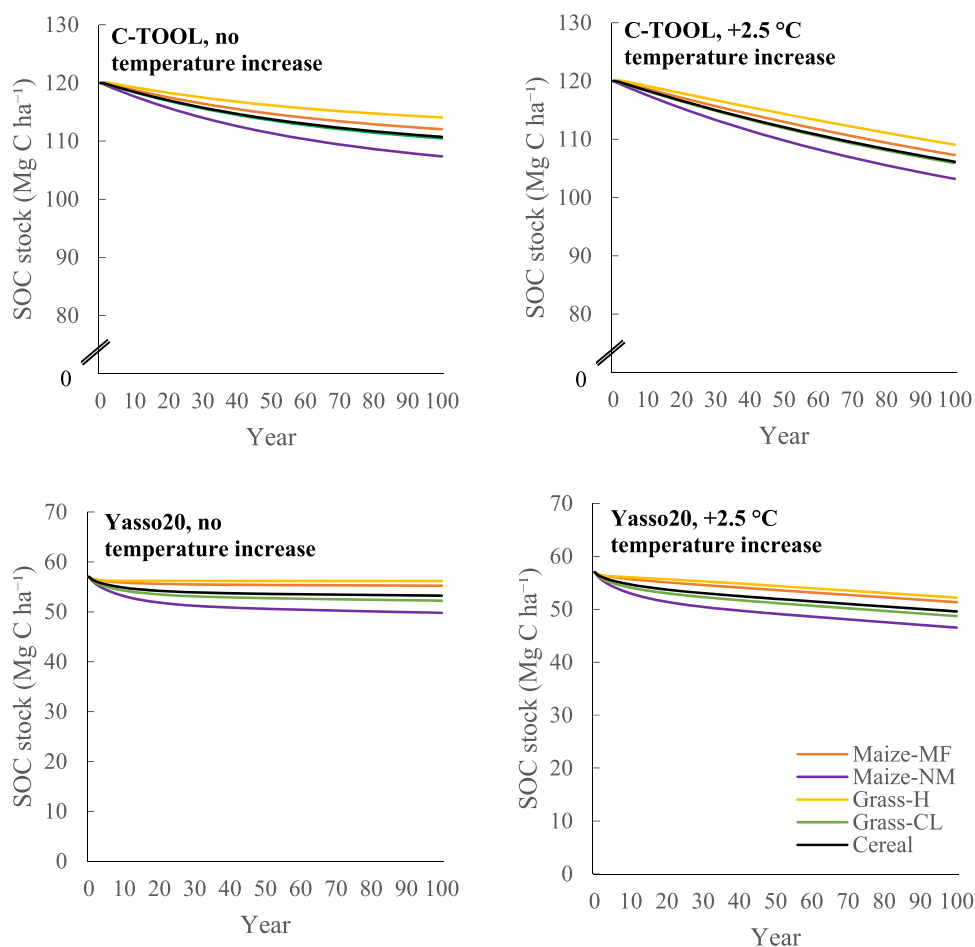 C-TOOL, no
temperature increase
SOC stock (Mg C ha⁻¹)
130
120
110
100
90
80
0
0 10 20 30 40 50 60 70 80 90 100
Year
C-TOOL, +2.5 °C
temperature increase
SOC stock (Mg C ha⁻¹)
130
120
110
100
90
80
0
0 10 20 30 40 50 60 70 80 90 100
Year
Yasso20, no
temperature increase
SOC stock (Mg C ha⁻¹)
70
60
50
40
30
20
10
0
0 10 20 30 40 50 60 70 80 90 100
Year
Yasso20, +2.5 °C
temperature increase
SOC stock (Mg C ha⁻¹)
70
60
50
40
30
20
10
0
0 10 20 30 40 50 60 70 80 90 100
Year
Maize-MF
Maize-NM
Grass-H
Grass-CL
Cereal